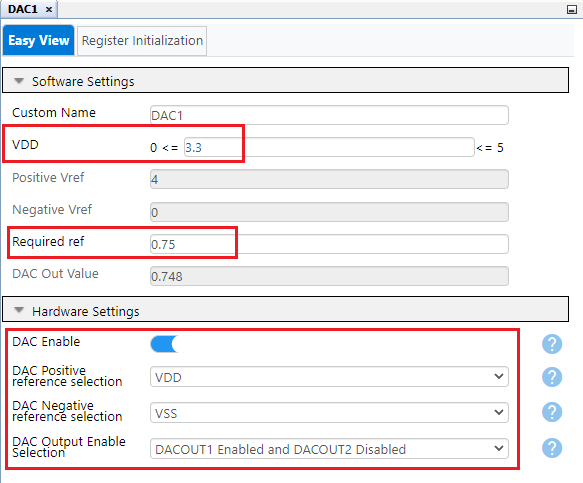 DAC1
Easy View
Register Initialization
Software Settings
Custom Name
DAC1
VDD
0 <= 3.3 <= 5
Positive Vref
4
Negative Vref
0
Required ref
0.75
DAC Out Value
0.748
Hardware Settings
DAC Enable
?
DAC Positive
reference selection
VDD
?
DAC Negative
reference selection
VSS
?
DAC Output Enable
Selection
DACOUT1 Enabled and DACOUT2 Disabled
?